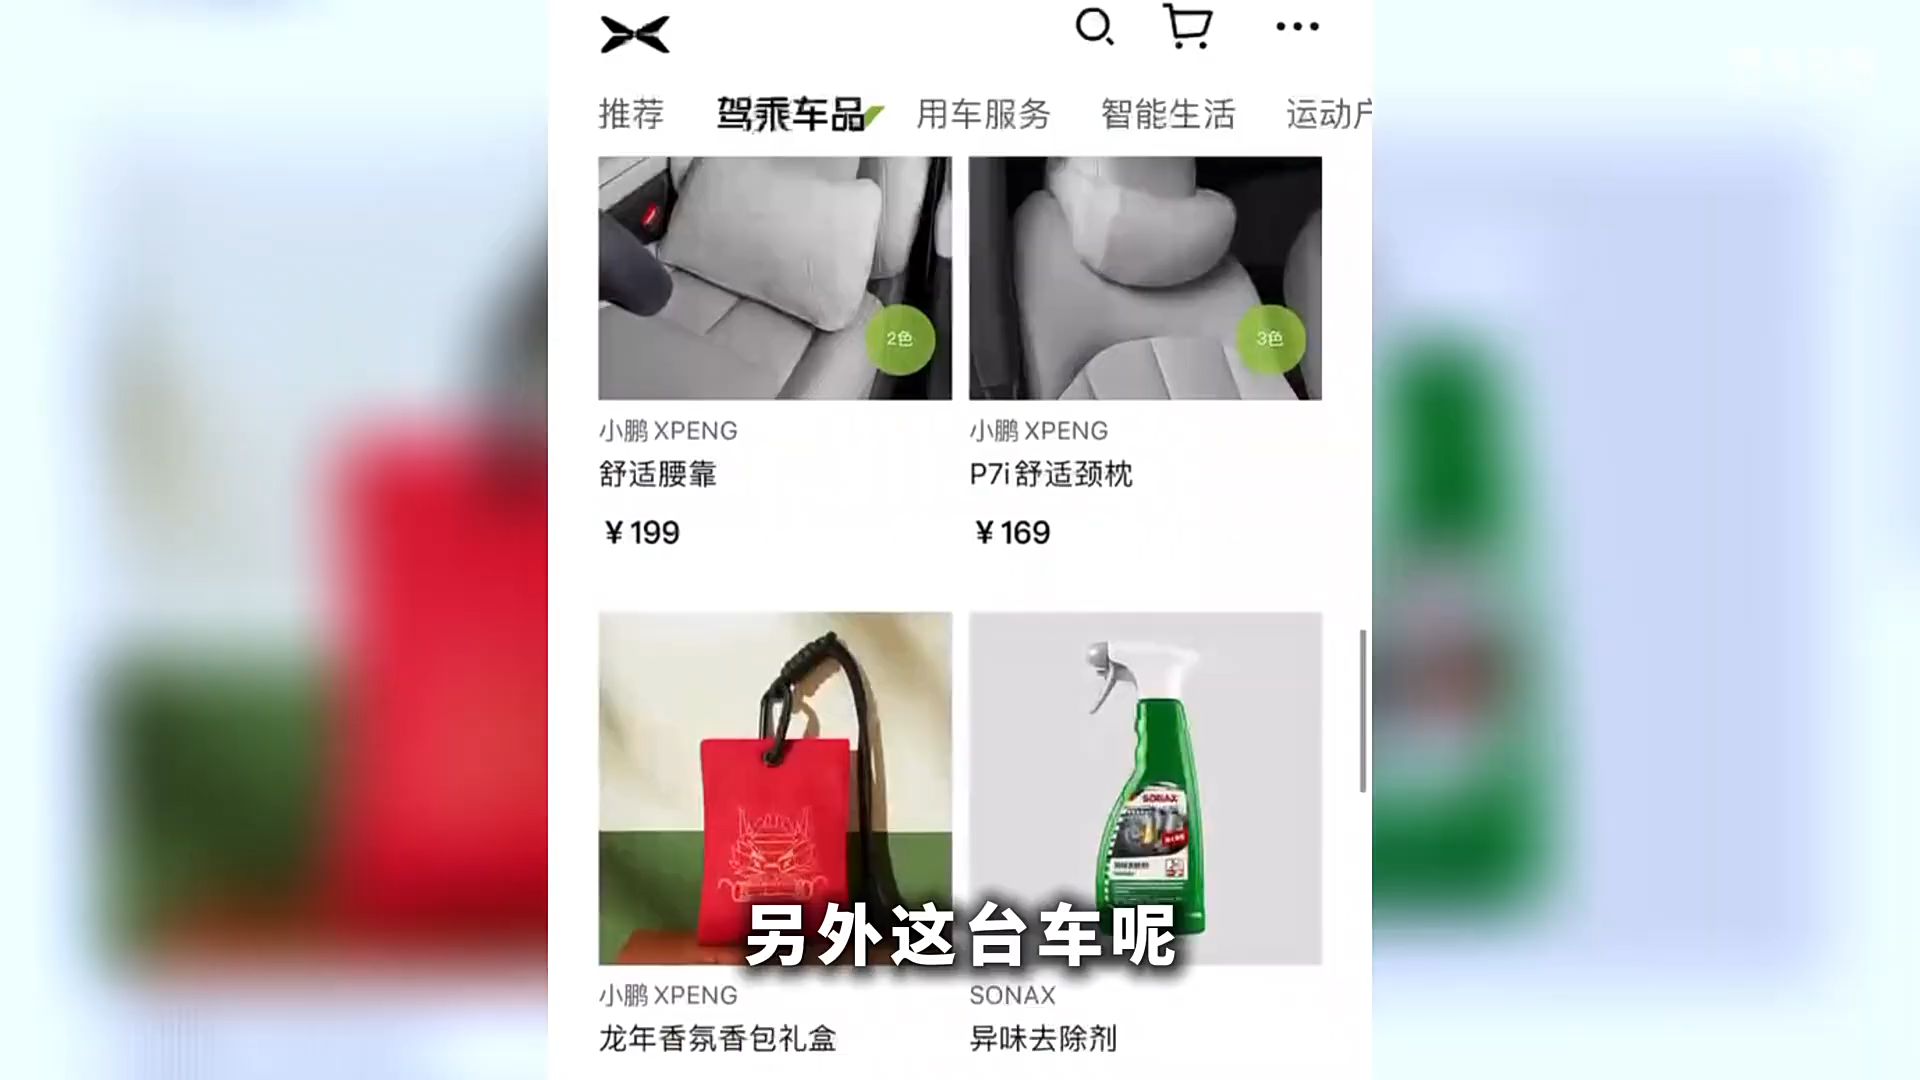 推荐 驾乘车品 用车服务 智能生活 运动户
2色
3色
小鹏 XPENG
小鹏 XPENG
舒适腰靠
P7i舒适颈枕
¥199
¥169
SONAX
另外这台车呢
小鹏 XPENG
SONAX
龙年香氛香包礼盒
异味去除剂